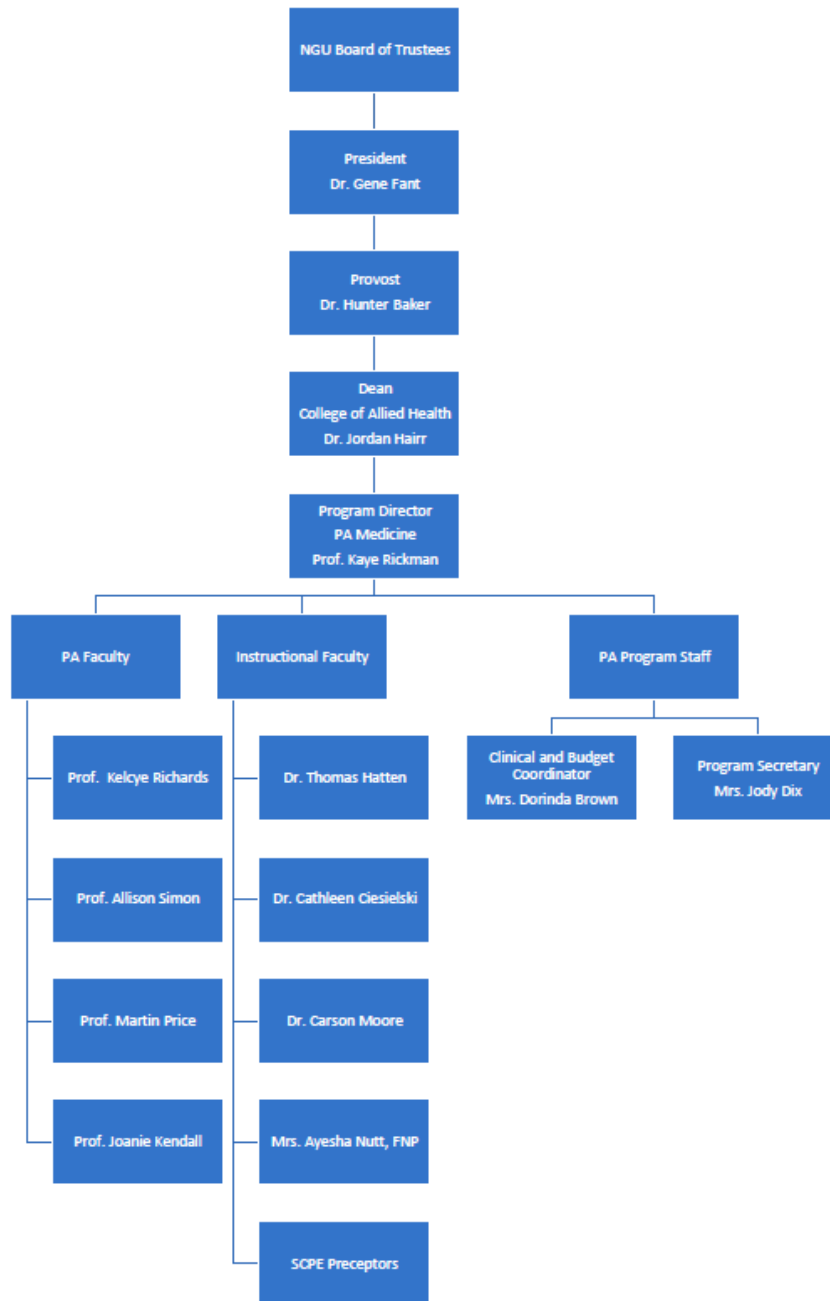 NGU Board of Trustees
President
Dr. Gene Fant
Provost
Dr. Hunter Baker
Dean
College of Allied Health
Dr. Jordan Hairr
Program Director
PA Medicine
Prof. Kaye Rickman
PA Faculty
Instructional Faculty
PA Program Staff
Prof.  Kelcye Richards
Prof. Allison Simon
Prof. Martin Price
Prof. Joanie Kendall
Dr. Thomas Hatten
Dr. Cathleen Ciesielski
Dr. Carson Moore
Mrs. Ayesha Nutt, FNP
SCPE Preceptors
Clinical and Budget
Coordinator
Mrs. Dorinda Brown
Program Secretary
Mrs. Jody Dix